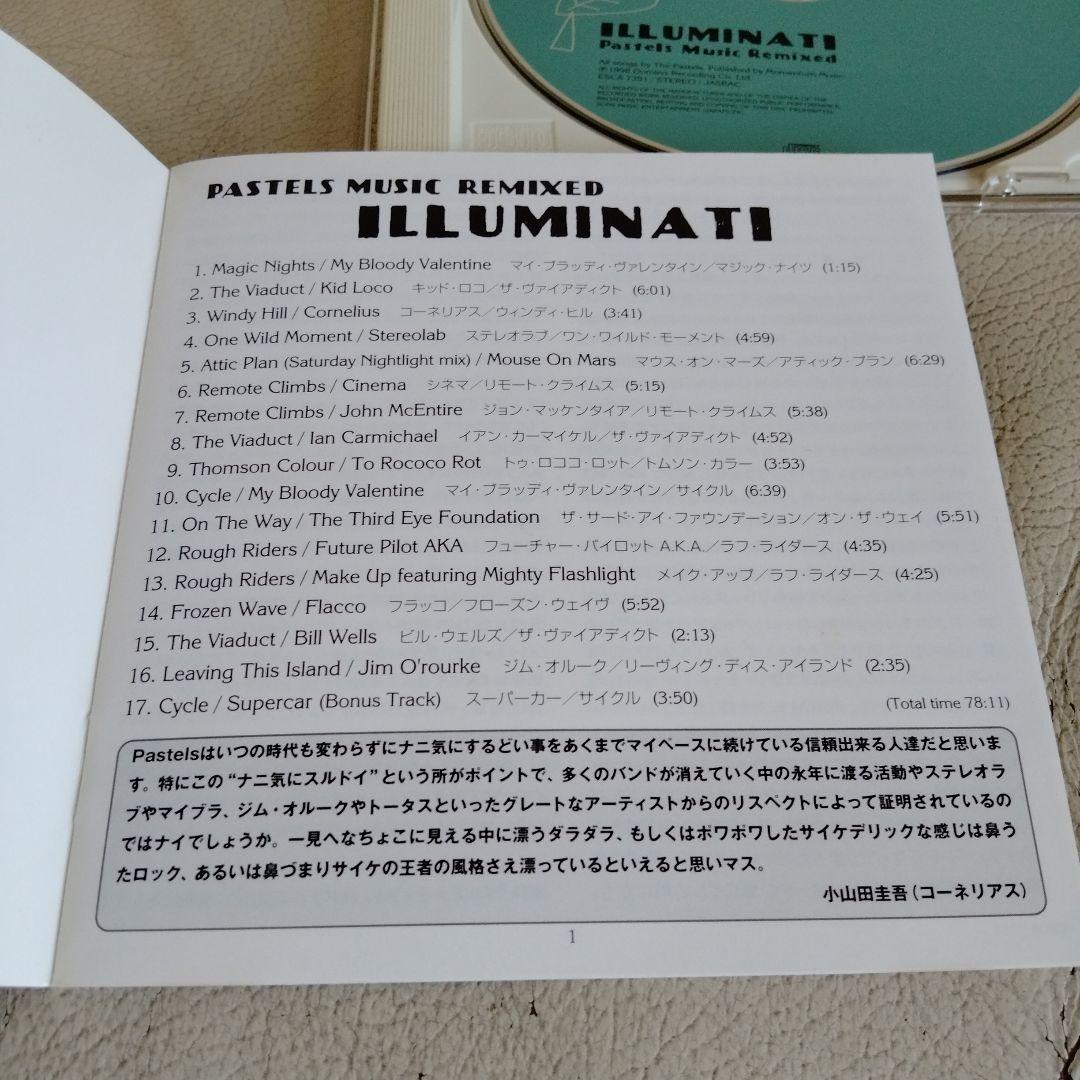 ILLUMINATI
Pastels Music Remixed
All songs by The Pastels. Published by Momentum Music
℗1998 Domino Recording Co. Ltd.
ESCA 7391 / STEREO / JASRAC
PASTELS MUSIC REMIXED
ILLUMINATI
1. Magic Nights / My Bloody Valentine マイ・ブラッディ・ヴァレンタイン／マジック・ナイツ (1:15)
2. The Viaduct / Kid Loco キッド・ロコ／ザ・ヴァイアディクト (6:01)
3. Windy Hill / Cornelius コーネリアス／ウィンディ・ヒル (3:41)
4. One Wild Moment / Stereolab ステレオラブ／ワン・ワイルド・モーメント (4:59)
5. Attic Plan (Saturday Nightlight mix) / Mouse On Mars マウス・オン・マーズ／アティック・プラン (6:29)
6. Remote Climbs / Cinema シネマ／リモート・クライムス (5:15)
7. Remote Climbs / John McEntire ジョン・マッケンタイア／リモート・クライムス (5:38)
8. The Viaduct / Ian Carmichael イアン・カーマイケル／ザ・ヴァイアディクト (4:52)
9. Thomson Colour / To Rococo Rot トゥ・ロココ・ロット／トムソン・カラー (3:53)
10. Cycle / My Bloody Valentine マイ・ブラッディ・ヴァレンタイン／サイクル (6:39)
11. On The Way / The Third Eye Foundation ザ・サード・アイ・ファウンデーション／オン・ザ・ウェイ (5:51)
12. Rough Riders / Future Pilot AKA フューチャー・パイロット A.K.A.／ラフ・ライダース (4:35)
13. Rough Riders / Make Up featuring Mighty Flashlight メイク・アップ／ラフ・ライダース (4:25)
14. Frozen Wave / Flacco フラッコ／フローズン・ウェイヴ (5:52)
15. The Viaduct / Bill Wells ビル・ウェルズ／ザ・ヴァイアディクト (2:13)
16. Leaving This Island / Jim O'rourke ジム・オルーク／リーヴィング・ディス・アイランド (2:35)
17. Cycle / Supercar (Bonus Track) スーパーカー／サイクル (3:50)
(Total time 78:11)
Pastelsはいつの時代も変わらずにナニ気にするどい事をあくまでマイペースに続けている信頼出来る人達だと思いま
す。特にこの“ナニ気にスルドイ”という所がポイントで、多くのバンドが消えていく中の永年に渡る活動やステレオラ
ブやマイブラ、ジム・オルークやトータスといったグレートなアーティストからのリスペクトによって証明されているの
ではナイでしょうか。一見へなちょこに見える中に漂うダラダラ、もしくはポワポワしたサイケデリックな感じは鼻う
たロック、あるいは鼻づまりサイケの王者の風格さえ漂っているといえると思いマス。
小山田圭吾（コーネリアス）
1